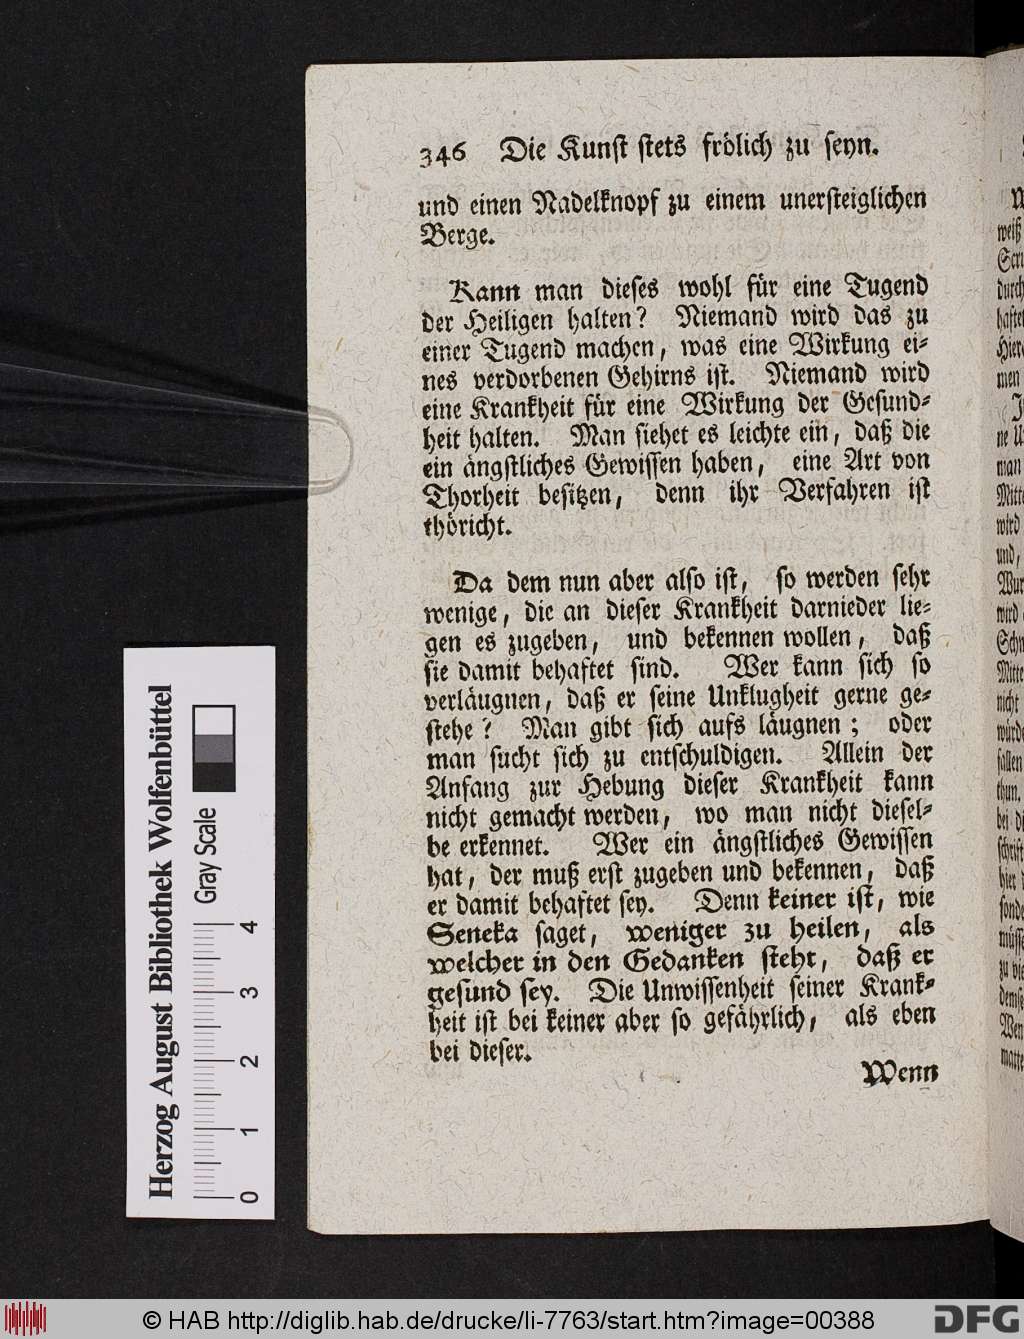 346 Die Kunst stets frölich zu seyn.
und einen Nadelknopf zu einem unersteiglichen
Berge.
Kann man dieses wohl für eine Tugend
der Heiligen halten? Niemand wird das zu
einer Tugend machen, was eine Wirkung ei-
nes verdorbenen Gehirns ist. Niemand wird
eine Krankheit für eine Wirkung der Gesund-
heit halten. Man siehet es leichte ein, daß die
ein ängstliches Gewissen haben, eine Art von
Thorheit besitzen, denn ihr Verfahren ist
thöricht.
Da dem nun aber also ist, so werden sehr
wenige, die an dieser Krankheit darnieder lie-
gen es zugeben, und bekennen wollen, daß
sie damit behaftet sind. Wer kann sich so
verläugnen, daß er seine Unklugheit gerne ge-
stehe? Man gibt sich aufs läugnen; oder
man sucht sich zu entschuldigen. Allein der
Anfang zur Hebung dieser Krankheit kann
nicht gemacht werden, wo man nicht diesel-
be erkennet. Wer ein ängstliches Gewissen
hat, der muß erst zugeben und bekennen, daß
er damit behaftet sey. Denn keiner ist, wie
Seneka saget, weniger zu heilen, als
welcher in den Gedanken steht, daß er
gesund sey. Die Unwissenheit seiner Krank-
heit ist bei keiner aber so gefährlich, als eben
bei dieser.
Wenn
Herzog August Bibliothek Wolfenbüttel
Gray Scale
0 1 2 3 4
© HAB http://diglib.hab.de/drucke/li-7763/start.htm?image=00388
DFG